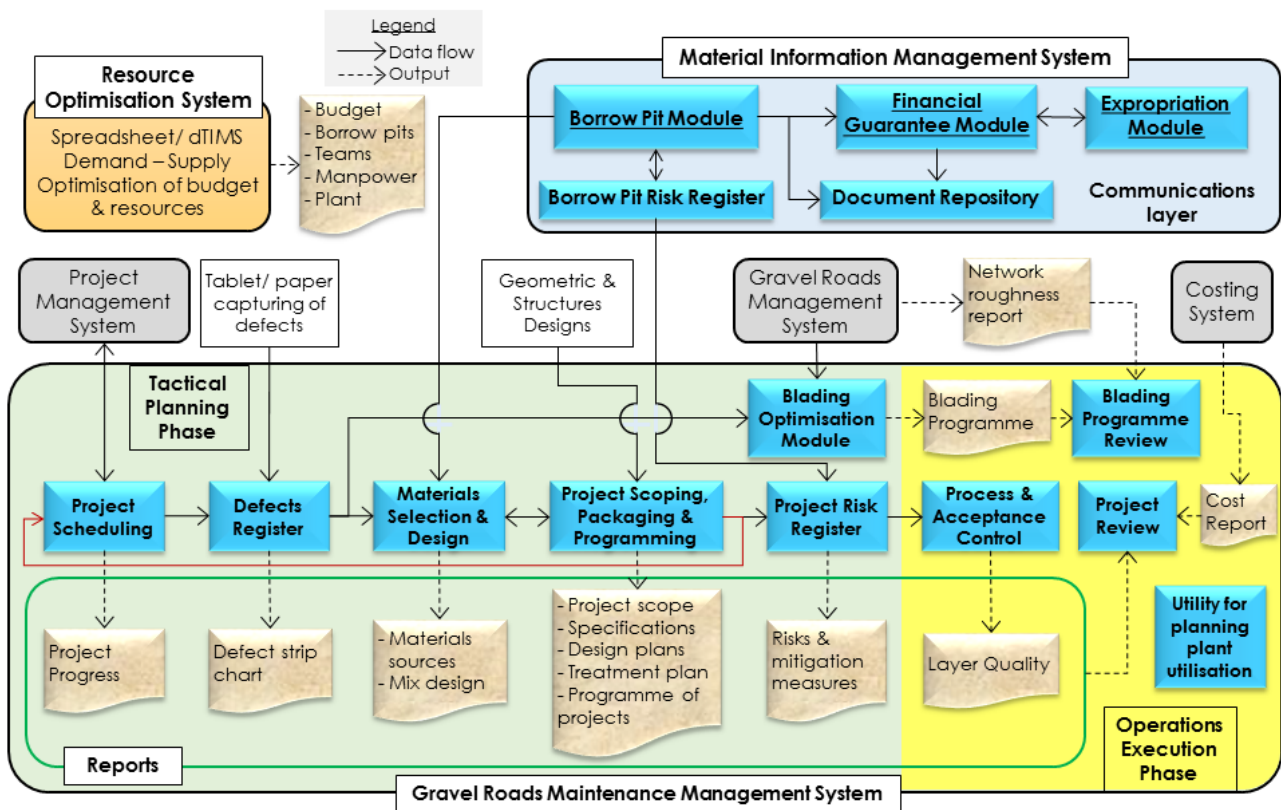 Legend
Data flow
Output
Resource
Optimisation System
Spreadsheet/ dTIMS
Demand – Supply
Optimisation of budget
& resources
- Budget
- Borrow pits
- Teams
- Manpower
- Plant
Material Information Management System
Borrow Pit Module
Financial
Guarantee Module
Expropriation
Module
Borrow Pit Risk Register
Document Repository
Communications
layer
Project
Management
System
Tablet/ paper
capturing of
defects
Geometric &
Structures
Designs
Gravel Roads
Management
System
Network
roughness
report
Costing
System
Tactical
Planning
Phase
Blading
Optimisation
Module
Blading
Programme
Blading
Programme
Review
Project
Scheduling
Defects
Register
Materials
Selection &
Design
Project Scoping,
Packaging &
Programming
Project Risk
Register
Process &
Acceptance
Control
Project
Review
Cost
Report
Project
Progress
Defect strip
chart
- Materials
sources
- Mix design
- Project scope
- Specifications
- Design plans
- Treatment plan
- Programme of
projects
Risks &
mitigation
measures
Layer Quality
Utility for
planning
plant
utilisation
Reports
Operations
Execution
Phase
Gravel Roads Maintenance Management System